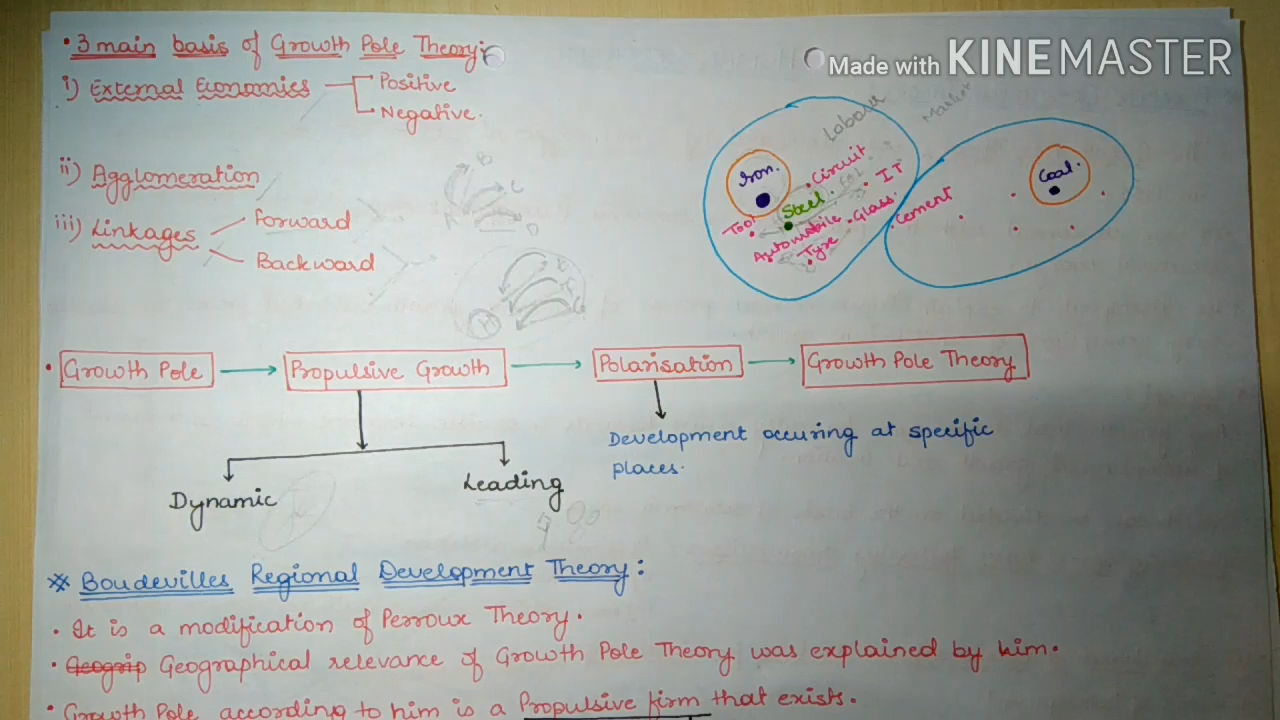 Made with KINEMASTER
• 3 main basis of Growth Pole Theory:
i) External Economies
Positive
Negative.
ii) Agglomeration
iii) Linkages
Forward
Backward
B
C
D
Labour
Market
Iron.
Circuit
IT
Steel
Tool
Automobile
Glass
Tyre
Cement
Coal.
• Growth Pole → Propulsive Growth → Polarisation → Growth Pole Theory
Dynamic
Leading
Development occuring at specific
places.
※ Boudevilles Regional Development Theory:
• It is a modification of Perroux Theory.
• Geogrip Geographical relevance of Growth Pole Theory was explained by him.
• Growth Pole according to him is a Propulsive firm that exists.